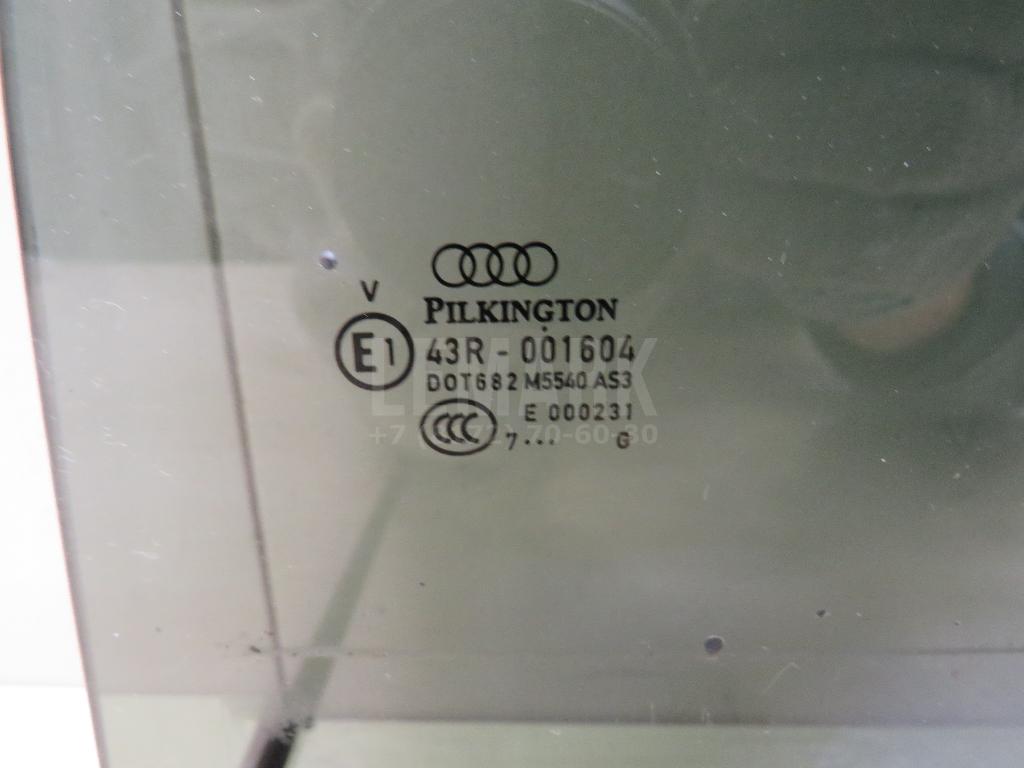 PILKINGTON
V
E1 43R - 001604
DOT682 M5540 AS3
CCC E 000231
7... G